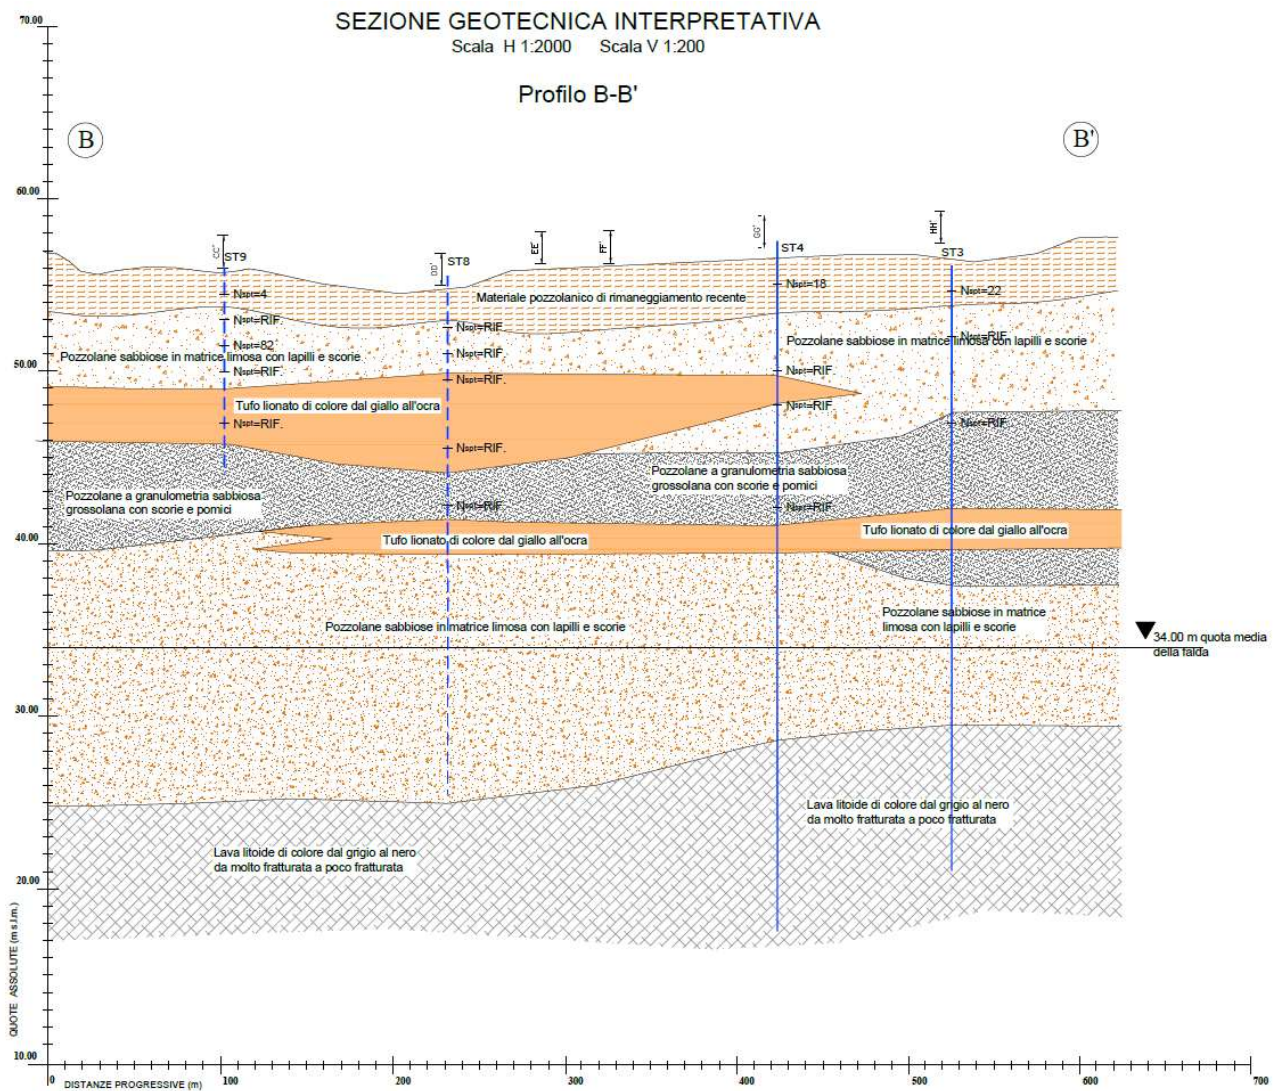 SEZIONE GEOTECNICA INTERPRETATIVA
Scala H 1:2000 Scala V 1:200
Profilo B-B'
B
B'
70.00
60.00
50.00
40.00
30.00
20.00
10.00
QUOTE ASSOLUTE (m s.l.m.)
DISTANZE PROGRESSIVE (m)
0
100
200
300
400
500
600
700
CC'
ST9
DD'
ST8
EE'
FF'
GG'
ST4
HH'
ST3
Nspt=4
Nspt=RIF.
Nspt=82
Nspt=RIF.
Nspt=RIF.
Nspt=RIF.
Nspt=RIF.
Nspt=RIF.
Nspt=RIF.
Nspt=RIF
Nspt=18
Nspt=RIF.
Nspt=RIF
Nspt=RIF.
Nspt=22
Nspt=RIF
Nspt=RIF
Materiale pozzolanico di rimaneggiamento recente
Pozzolane sabbiose in matrice limosa con lapilli e scorie
Pozzolane sabbiose in matrice limosa con lapilli e scorie
Tufo lionato di colore dal giallo all'ocra
Pozzolane a granulometria sabbiosa
grossolana con scorie e pomici
Pozzolane a granulometria sabbiosa
grossolana con scorie e pomici
Tufo lionato di colore dal giallo all'ocra
Tufo lionato di colore dal giallo all'ocra
Pozzolane sabbiose in matrice limosa con lapilli e scorie
Pozzolane sabbiose in matrice
limosa con lapilli e scorie
34.00 m quota media
della falda
Lava litoide di colore dal grigio al nero
da molto fratturata a poco fratturata
Lava litoide di colore dal grigio al nero
da molto fratturata a poco fratturata